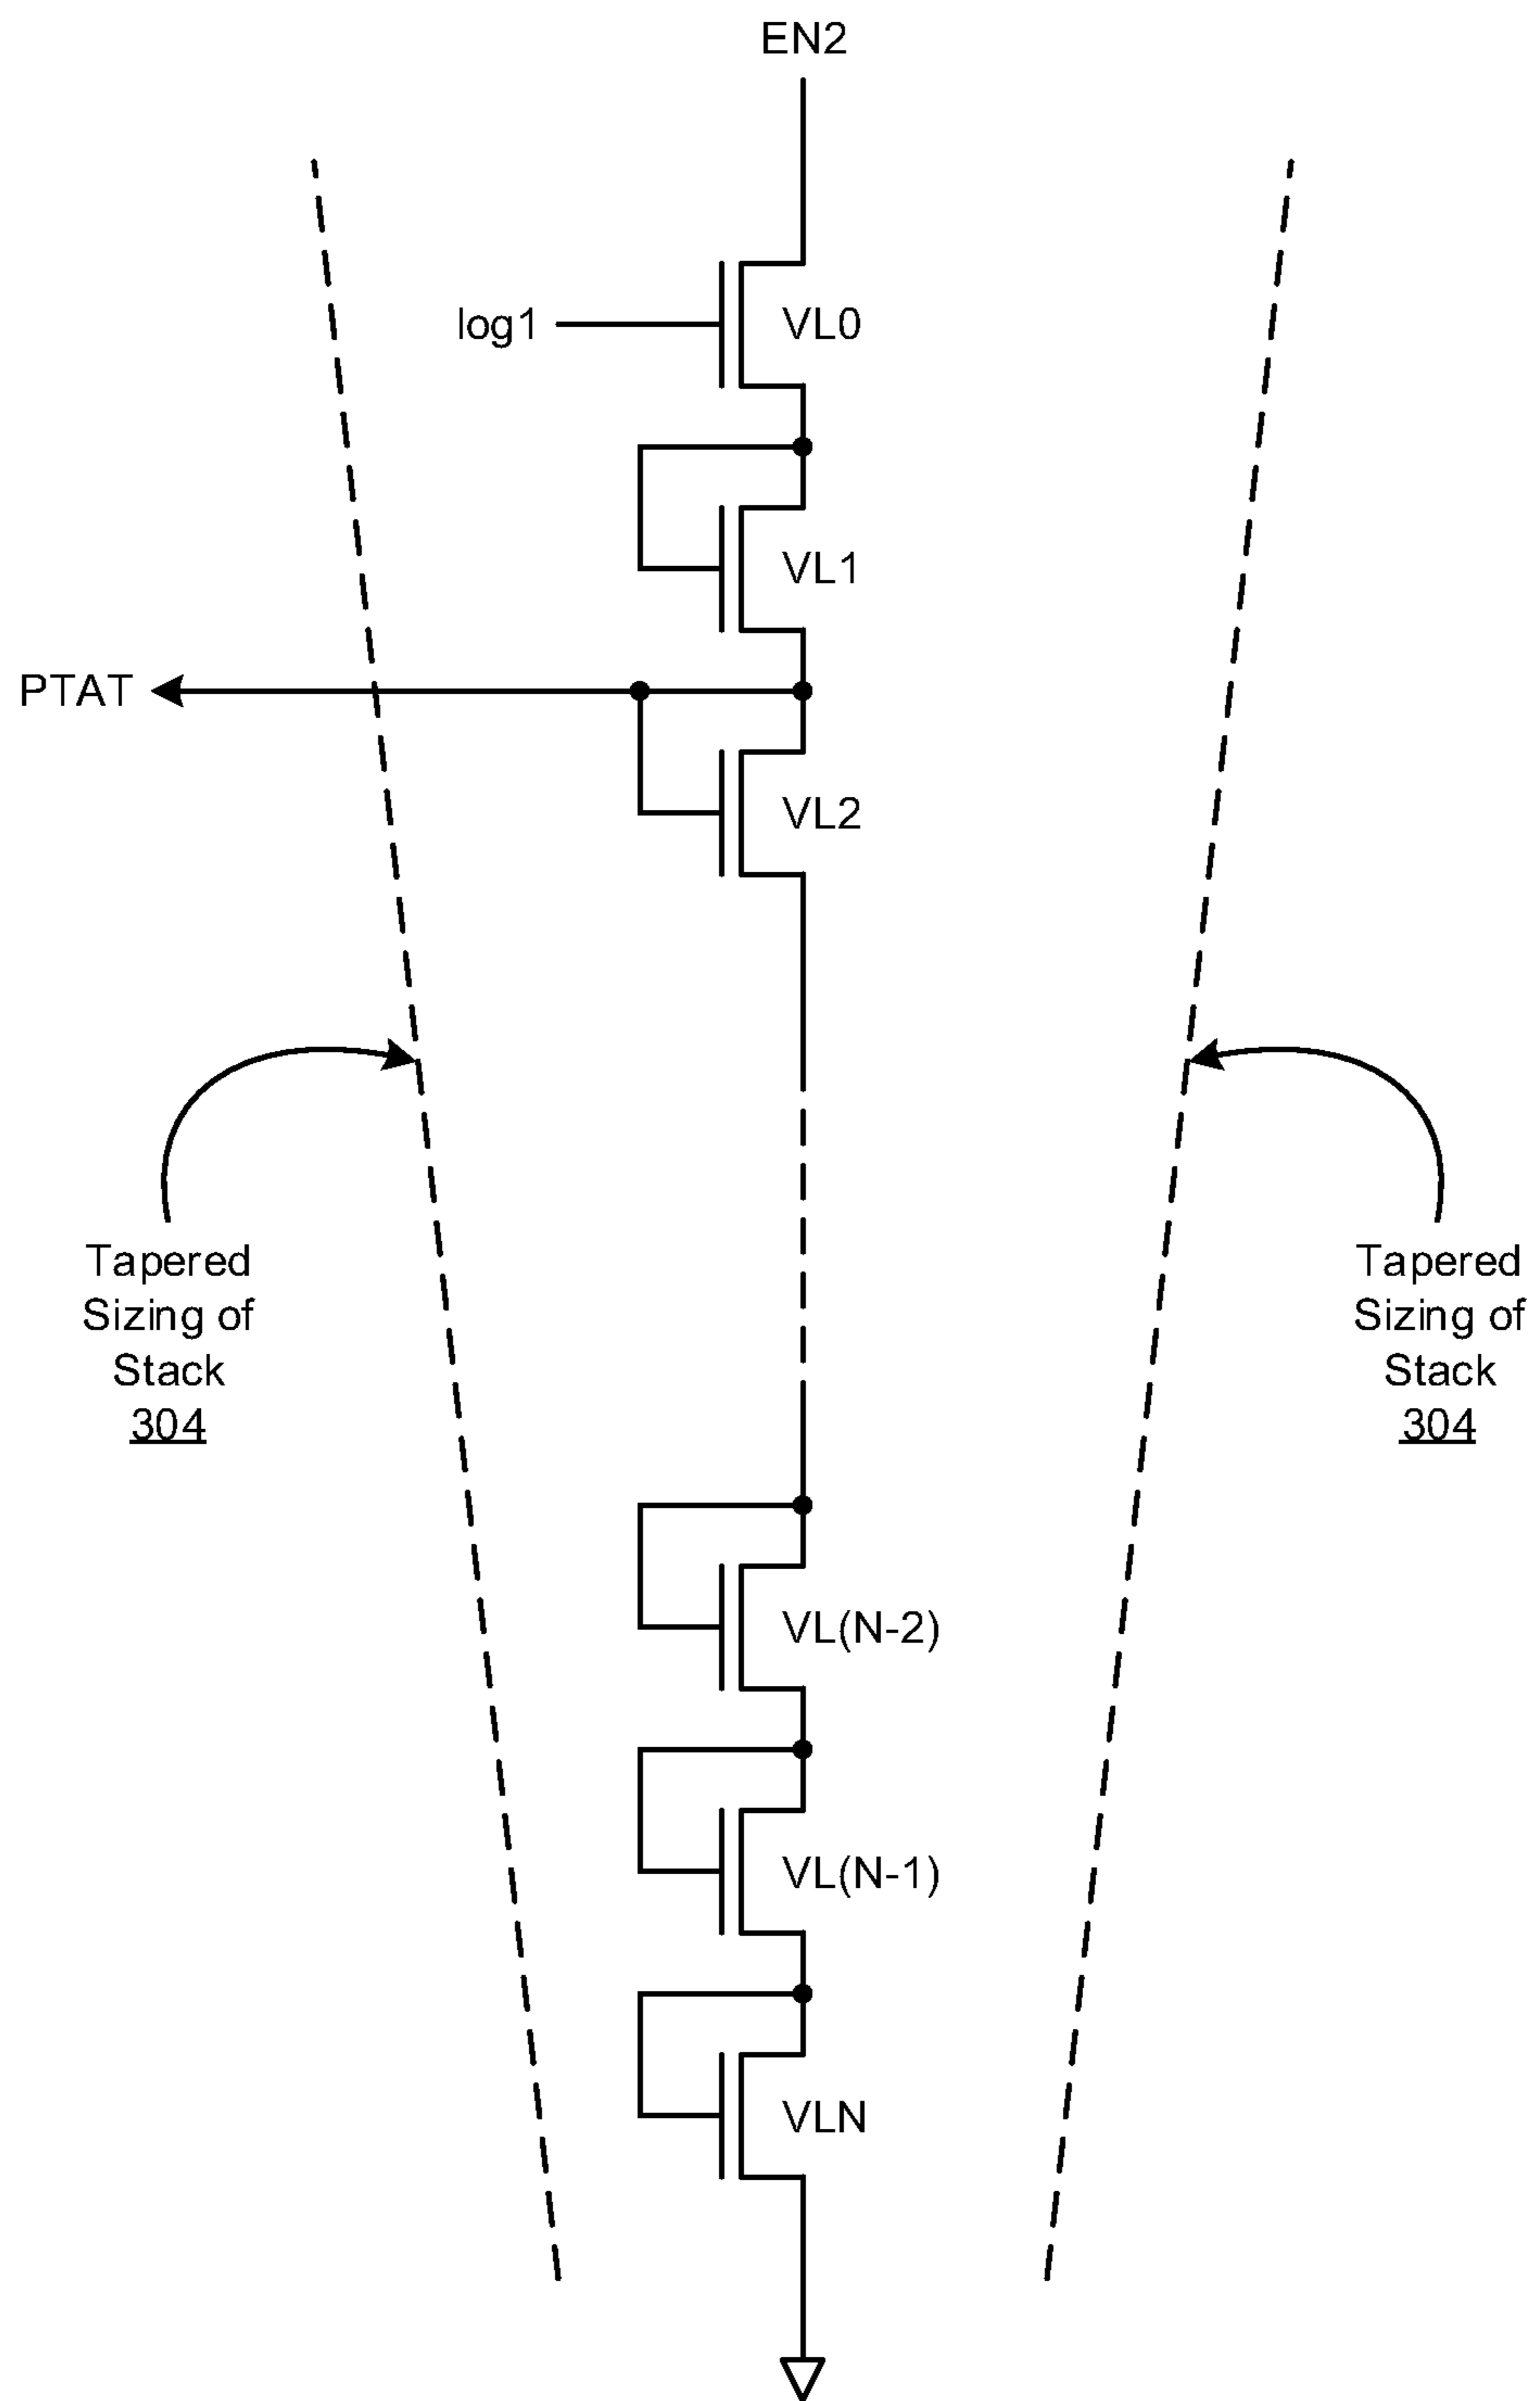 EN2
log1
VL0
VL1
PTAT
VL2
Tapered
Sizing of
Stack
304
Tapered
Sizing of
Stack
304
VL(N-2)
VL(N-1)
VLN